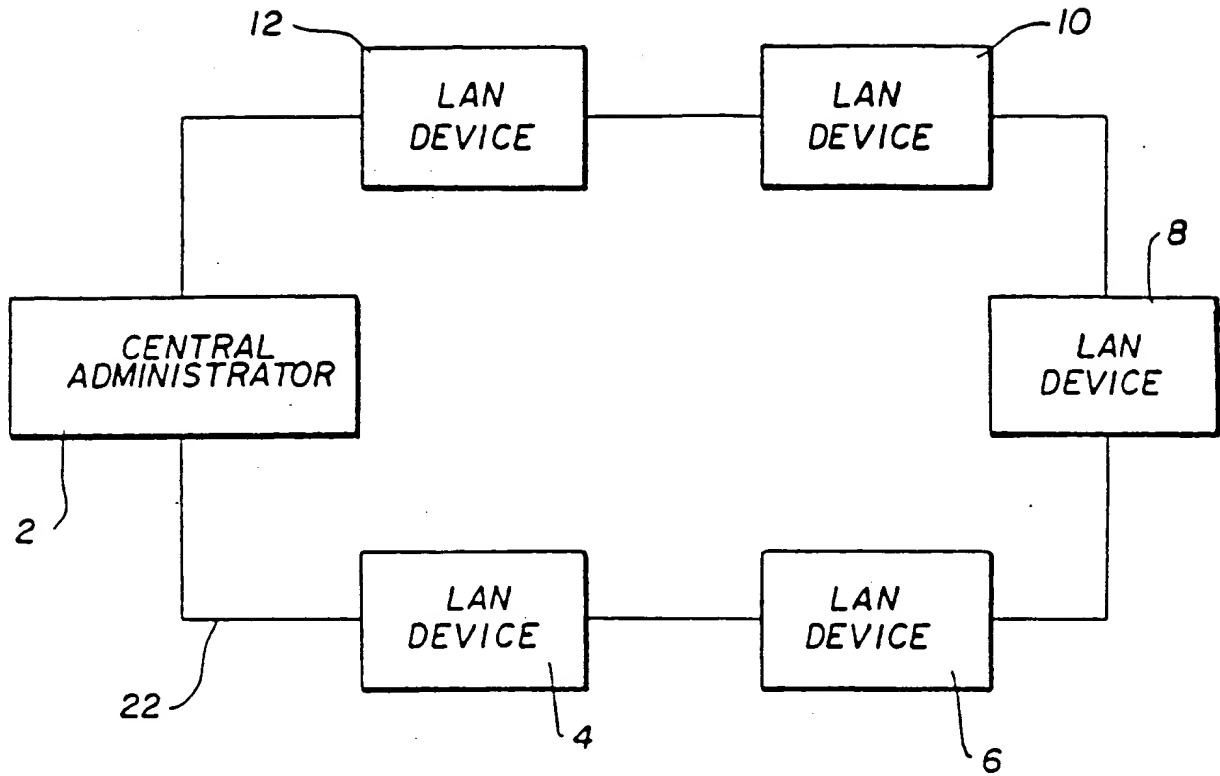 12
10
LAN
DEVICE
LAN
DEVICE
8
CENTRAL
ADMINISTRATOR
LAN
DEVICE
2
LAN
DEVICE
LAN
DEVICE
22
4
6